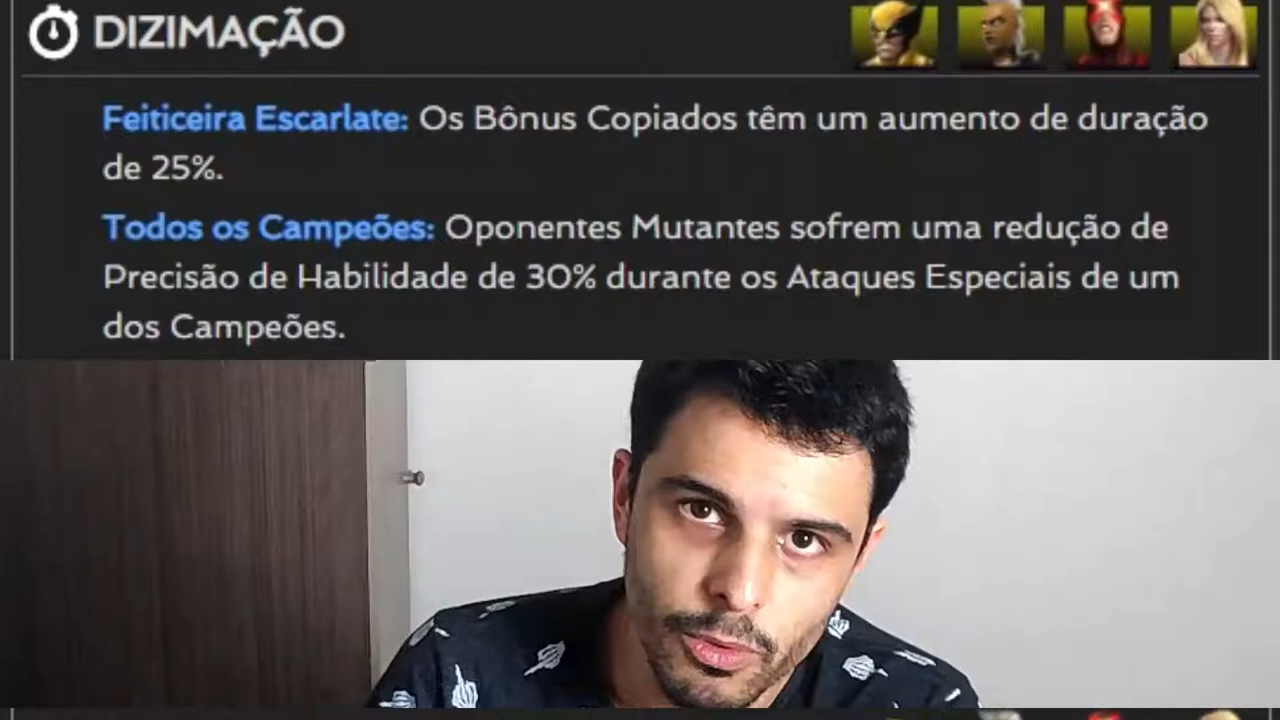 DIZIMAÇÃO
Feiticeira Escarlate: Os Bônus Copiados têm um aumento de duração
de 25%.
Todos os Campeões: Oponentes Mutantes sofrem uma redução de
Precisão de Habilidade de 30% durante os Ataques Especiais de um
dos Campeões.